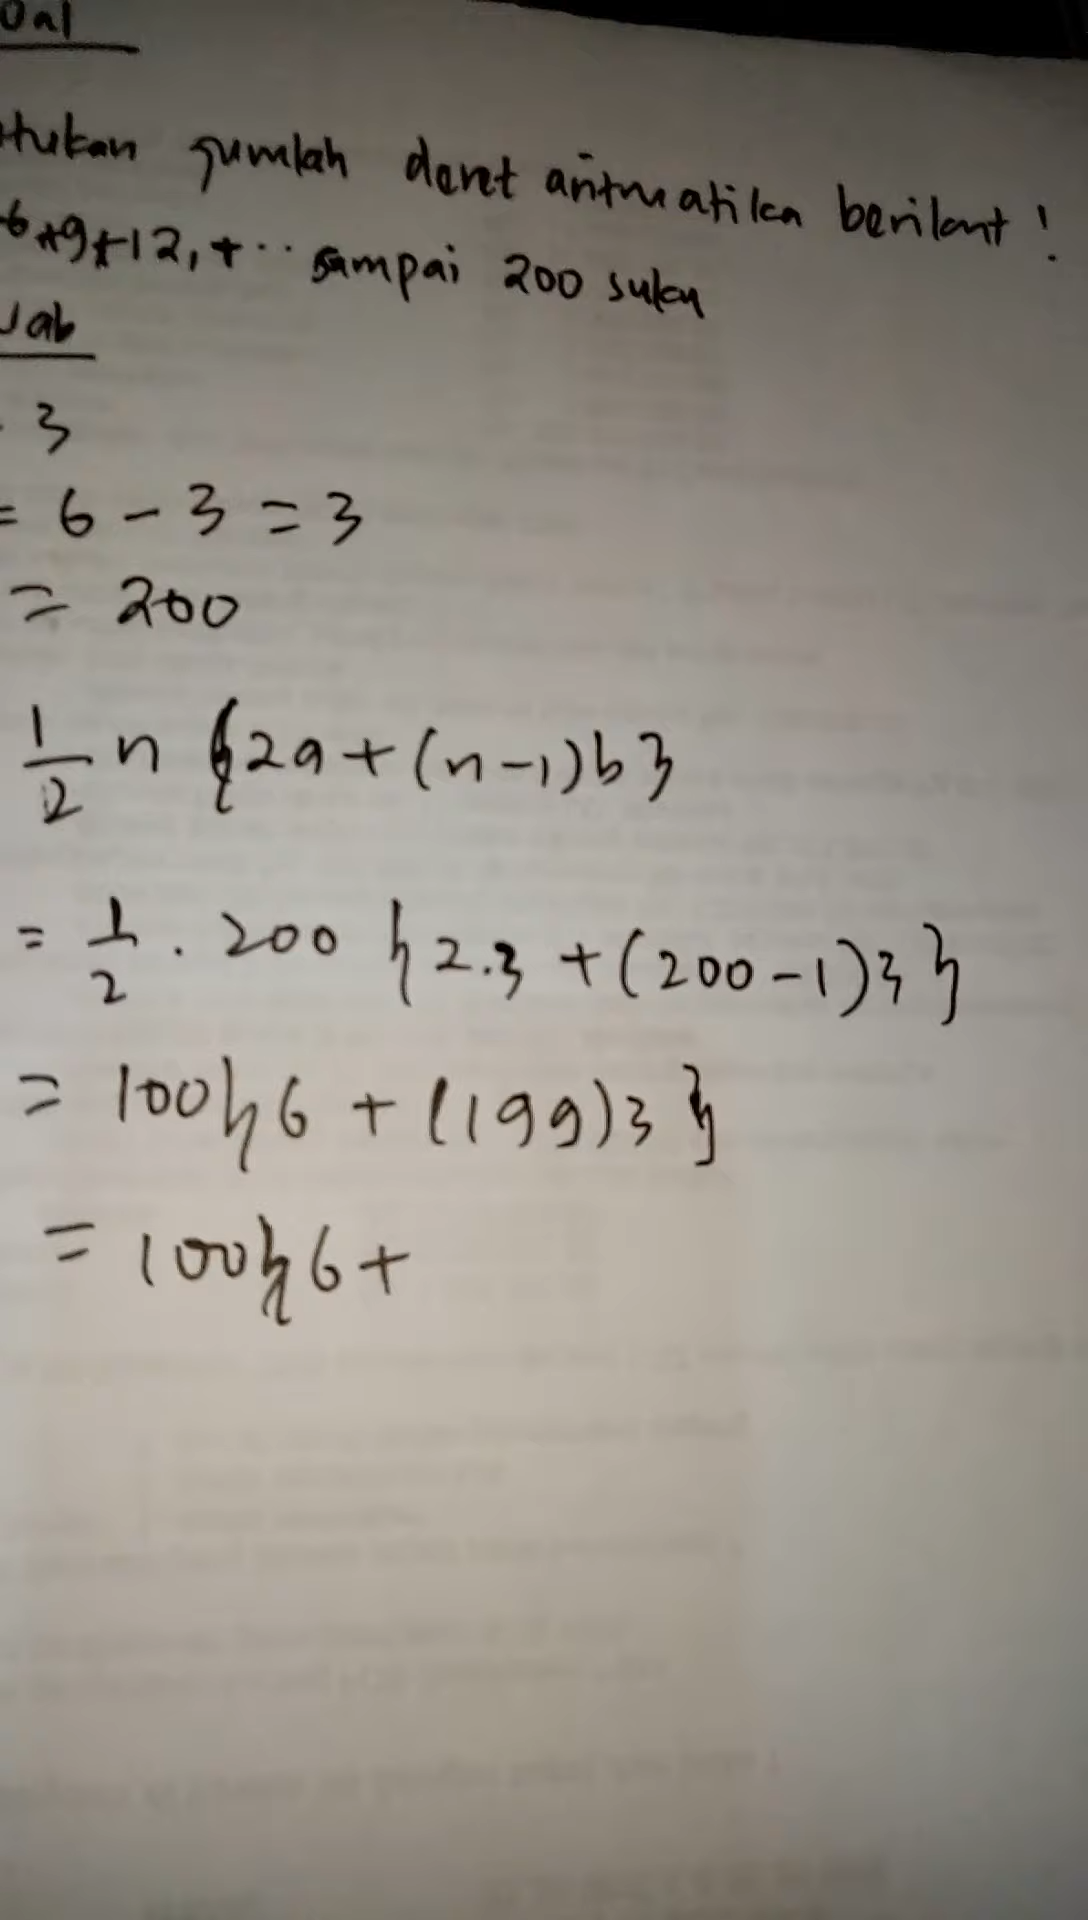 oal
tukan jumlah deret aritmatika berikut !
6+9+12, + ... sampai 200 suku
Jab
3
= 6 - 3 = 3
= 200
1/2 n {2a + (n-1)b}
= 1/2 . 200 {2.3 + (200-1)3}
= 100{6 + (199)3}
= 100{6 +